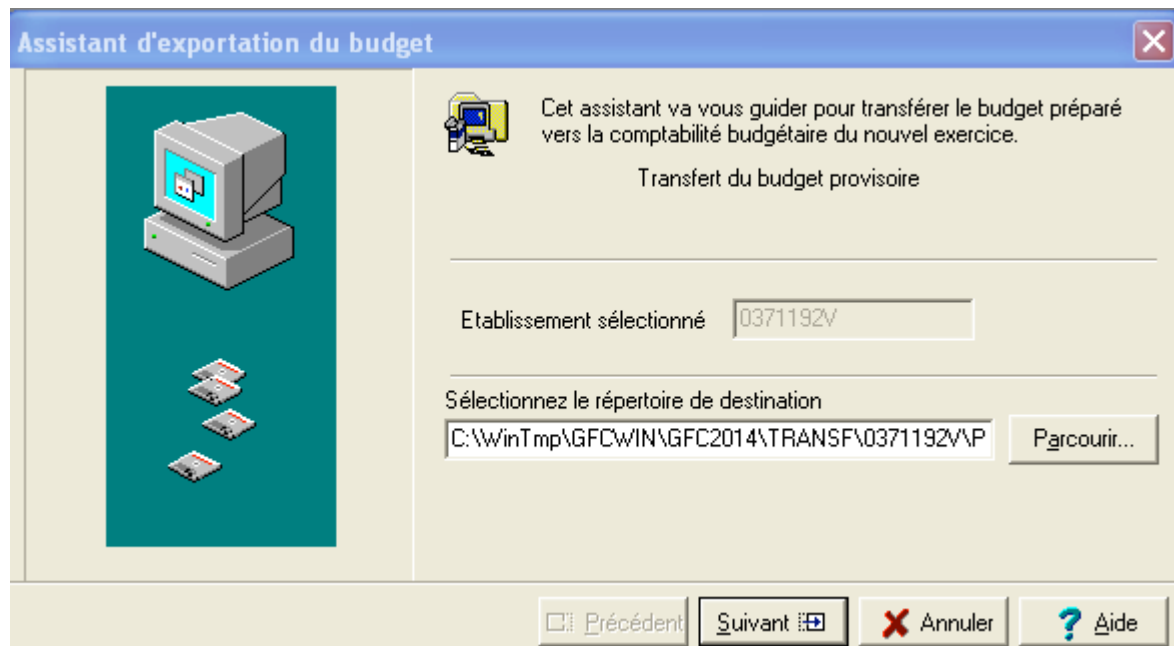 Assistant d'exportation du budget
Cet assistant va vous guider pour transférer le budget préparé
vers la comptabilité budgétaire du nouvel exercice.
Transfert du budget provisoire
Etablissement sélectionné 0371192V
Sélectionnez le répertoire de destination
C:\WinTmp\GFCWIN\GFC2014\TRANSF\0371192V\P Parcourir...
Précédent Suivant Annuler Aide